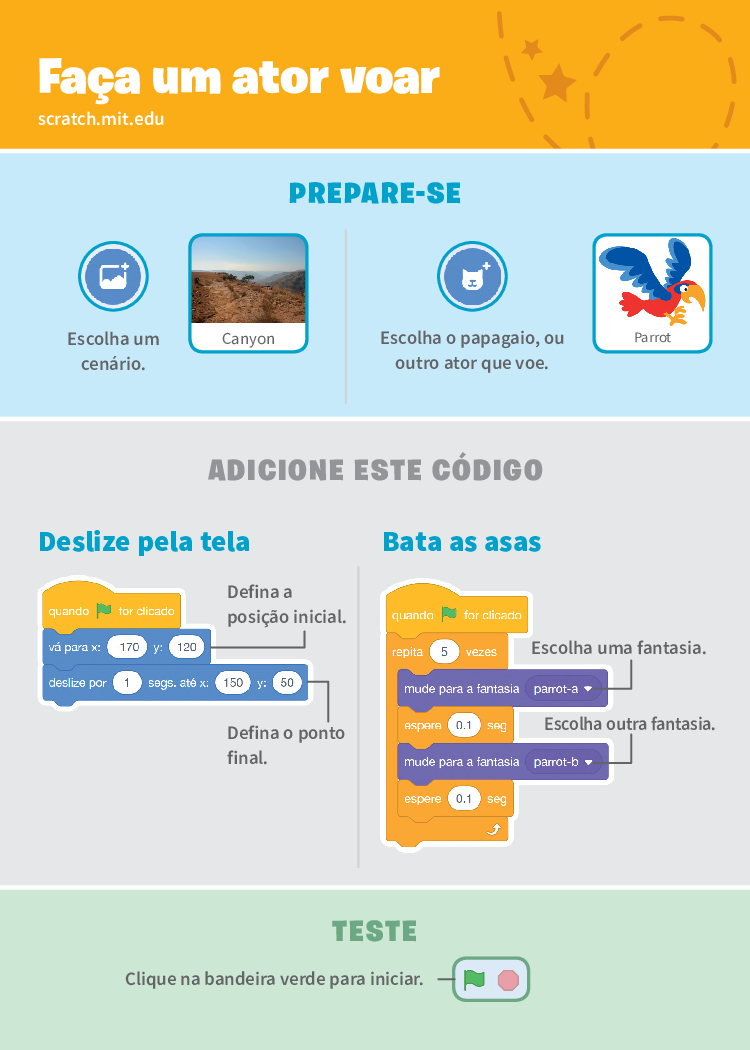 Faça um ator voar
scratch.mit.edu
PREPARE-SE
Escolha um
cenário.
Canyon
Escolha o papagaio, ou
outro ator que voe.
Parrot
ADICIONE ESTE CÓDIGO
Deslize pela tela
quando for clicado
vá para x: 170 y: 120
deslize por 1 segs. até x: 150 y: 50
Defina a
posição inicial.
Defina o ponto
final.
Bata as asas
quando for clicado
repita 5 vezes
mude para a fantasia parrot-a
espere 0.1 seg
mude para a fantasia parrot-b
espere 0.1 seg
Escolha uma fantasia.
Escolha outra fantasia.
TESTE
Clique na bandeira verde para iniciar.